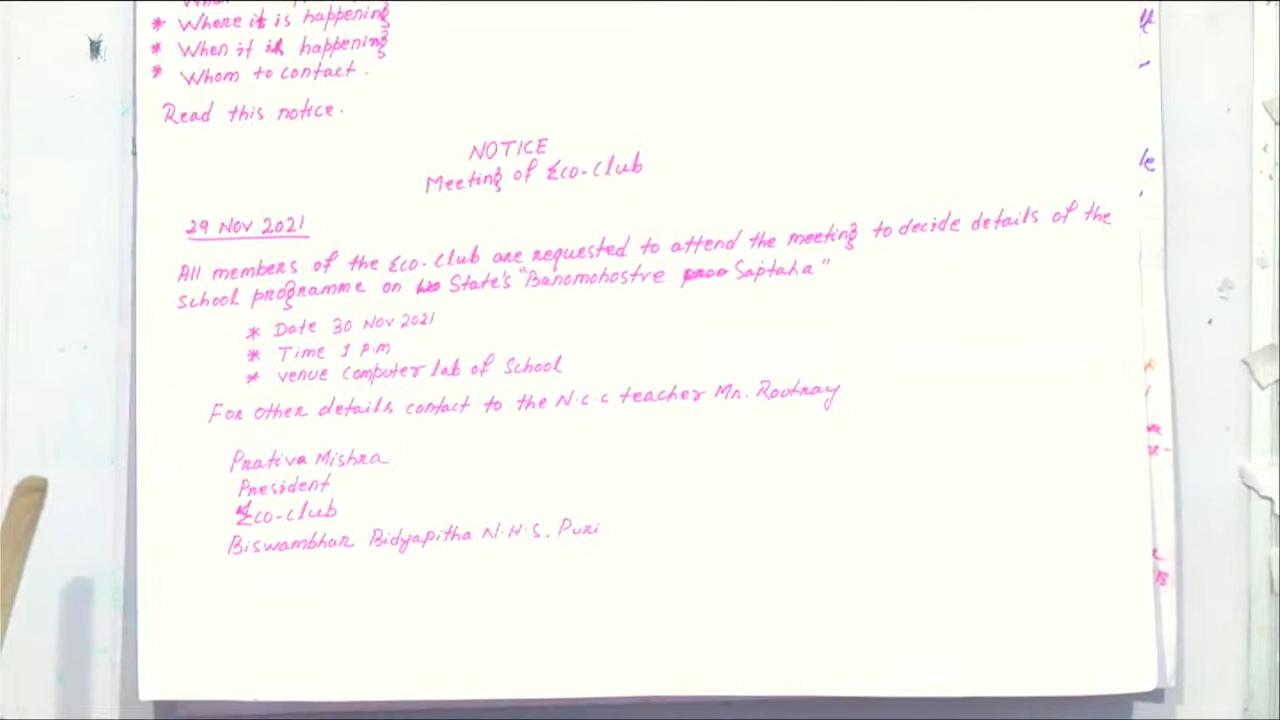 * Where it is happening
* When it is happening
* Whom to contact.
Read this notice.
NOTICE
Meeting of Eco-Club
29 Nov 2021
All members of the Eco-Club are requested to attend the meeting to decide details of the
school programme on State's "Banomohostre Saptaha"
* Date 30 Nov 2021
* Time 1 P.m
* venue computer lab of School
For other details contact to the N.C.C teacher Mr. Routray
Prativa Mishra
President
Eco-club
Biswambhar Bidyapitha N.H.S, Puri